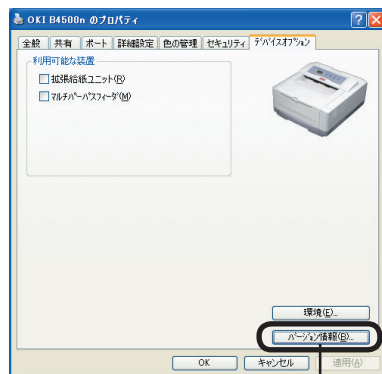 OKI B4500n のプロパティ
全般 共有 ポート 詳細設定 色の管理 セキュリティ デバイスオプション
利用可能な装置
拡張給紙ユニット(R)
マルチパーパスフィーダ(M)
環境(E)...
バージョン情報(B)...
OK キャンセル 適用(A)